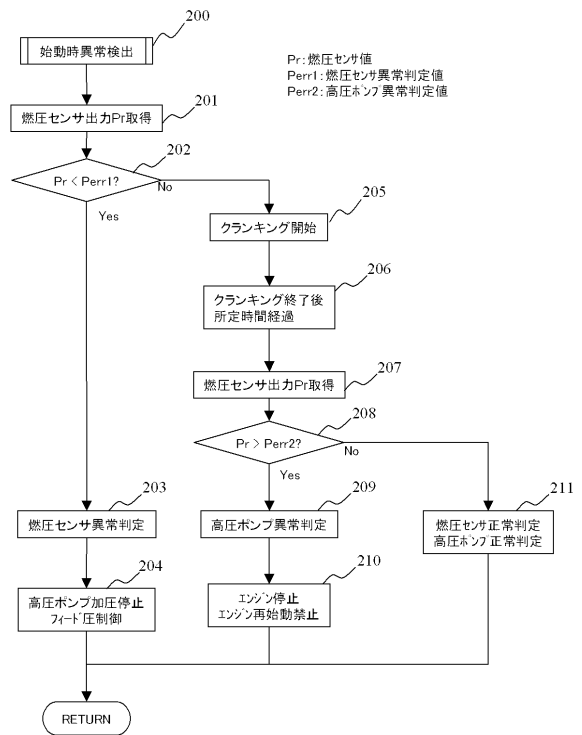 200
始動時異常検出
Pr:燃圧センサ値
Perr1:燃圧センサ異常判定値
Perr2:高圧ポンプ異常判定値
201
燃圧センサ出力Pr取得
202
Pr < Perr1?
No
Yes
205
クランキング開始
206
クランキング終了後
所定時間経過
207
燃圧センサ出力Pr取得
208
Pr > Perr2?
No
Yes
203
燃圧センサ異常判定
209
高圧ポンプ異常判定
211
燃圧センサ正常判定
高圧ポンプ正常判定
204
高圧ポンプ加圧停止
フィード圧制御
210
エンジン停止
エンジン再始動禁止
RETURN